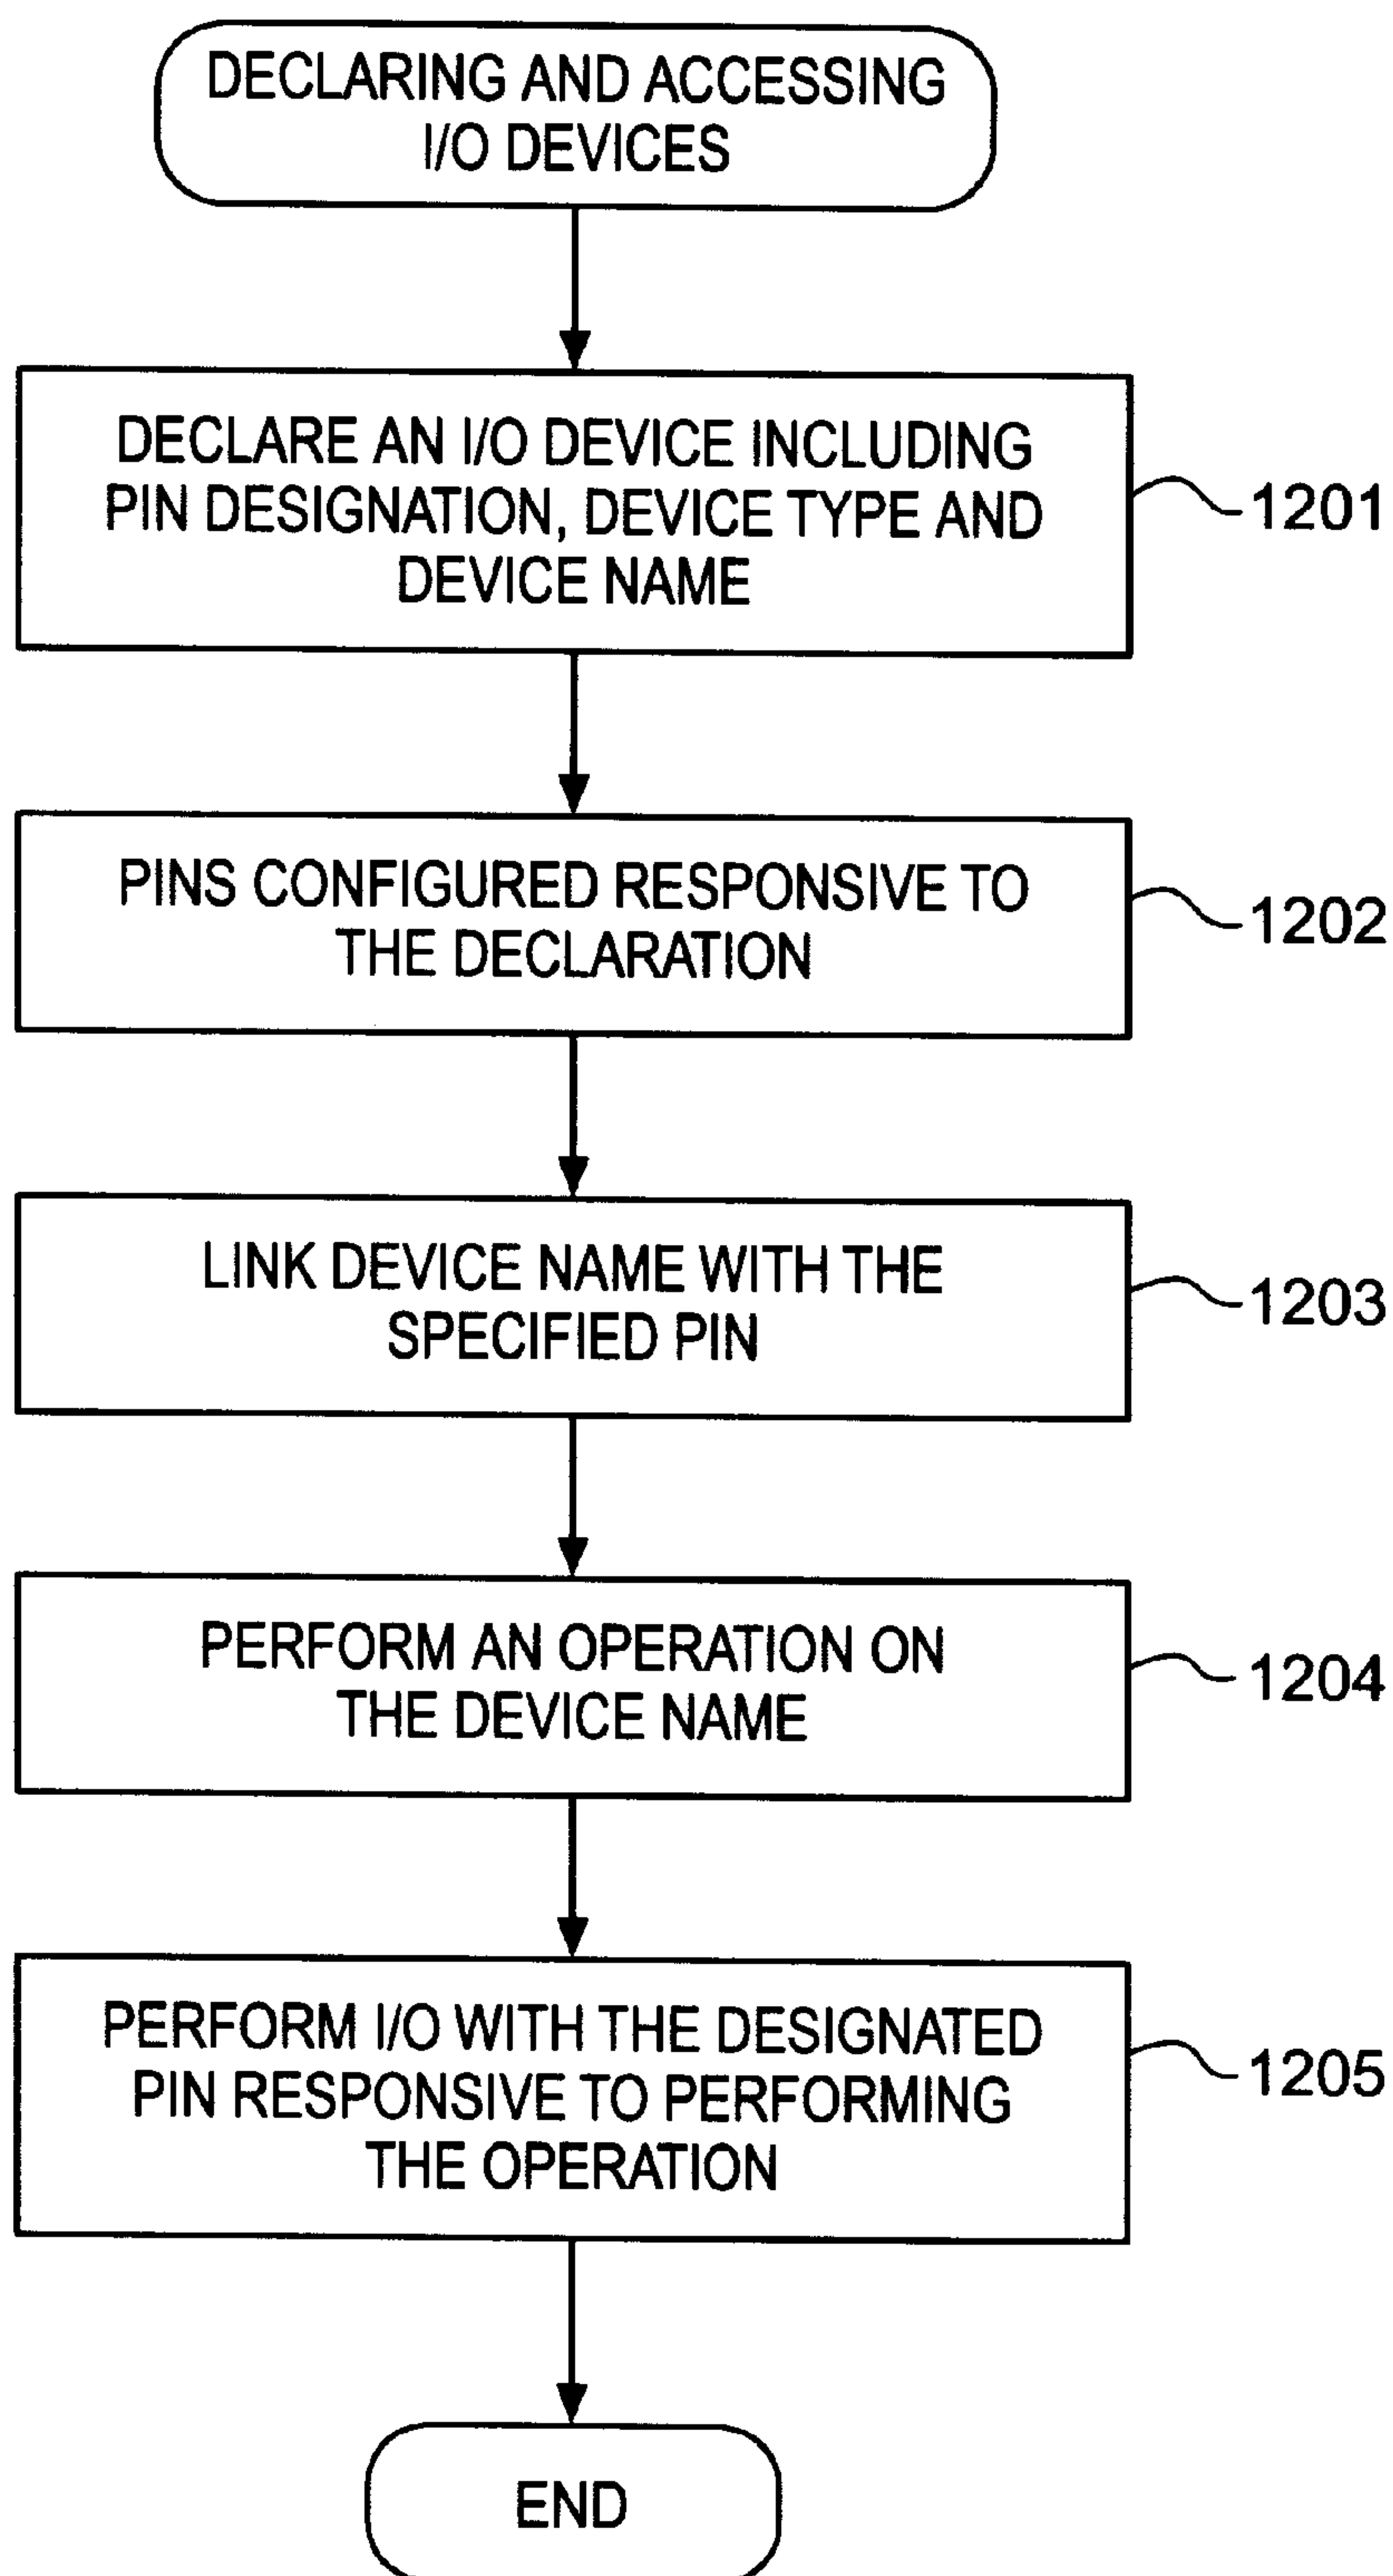 DECLARING AND ACCESSING
I/O DEVICES
DECLARE AN I/O DEVICE INCLUDING
PIN DESIGNATION, DEVICE TYPE AND
DEVICE NAME
1201
PINS CONFIGURED RESPONSIVE TO
THE DECLARATION
1202
LINK DEVICE NAME WITH THE
SPECIFIED PIN
1203
PERFORM AN OPERATION ON
THE DEVICE NAME
1204
PERFORM I/O WITH THE DESIGNATED
PIN RESPONSIVE TO PERFORMING
THE OPERATION
1205
END